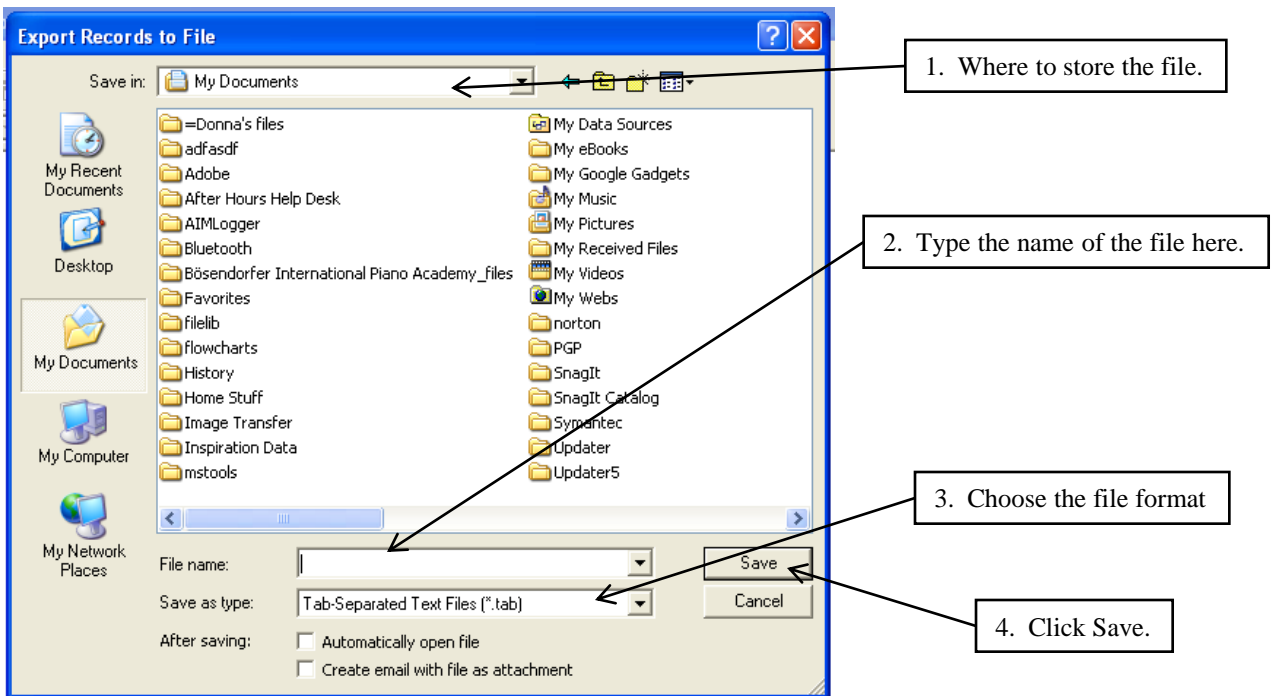 Export Records to File
Save in:
My Documents
1. Where to store the file.
My Recent
Documents
Desktop
My Documents
My Computer
My Network
Places
=Donna's files
adfasdf
Adobe
After Hours Help Desk
AIMLogger
Bluetooth
Bösendorfer International Piano Academy_files
Favorites
filelib
flowcharts
History
Home Stuff
Image Transfer
Inspiration Data
mstools
My Data Sources
My eBooks
My Google Gadgets
My Music
My Pictures
My Received Files
My Videos
My Webs
norton
PGP
SnagIt
SnagIt Catalog
Symantec
Updater
Updater5
2. Type the name of the file here.
3. Choose the file format
File name:
Save
Save as type:
Tab-Separated Text Files (*.tab)
Cancel
After saving:
Automatically open file
Create email with file as attachment
4. Click Save.